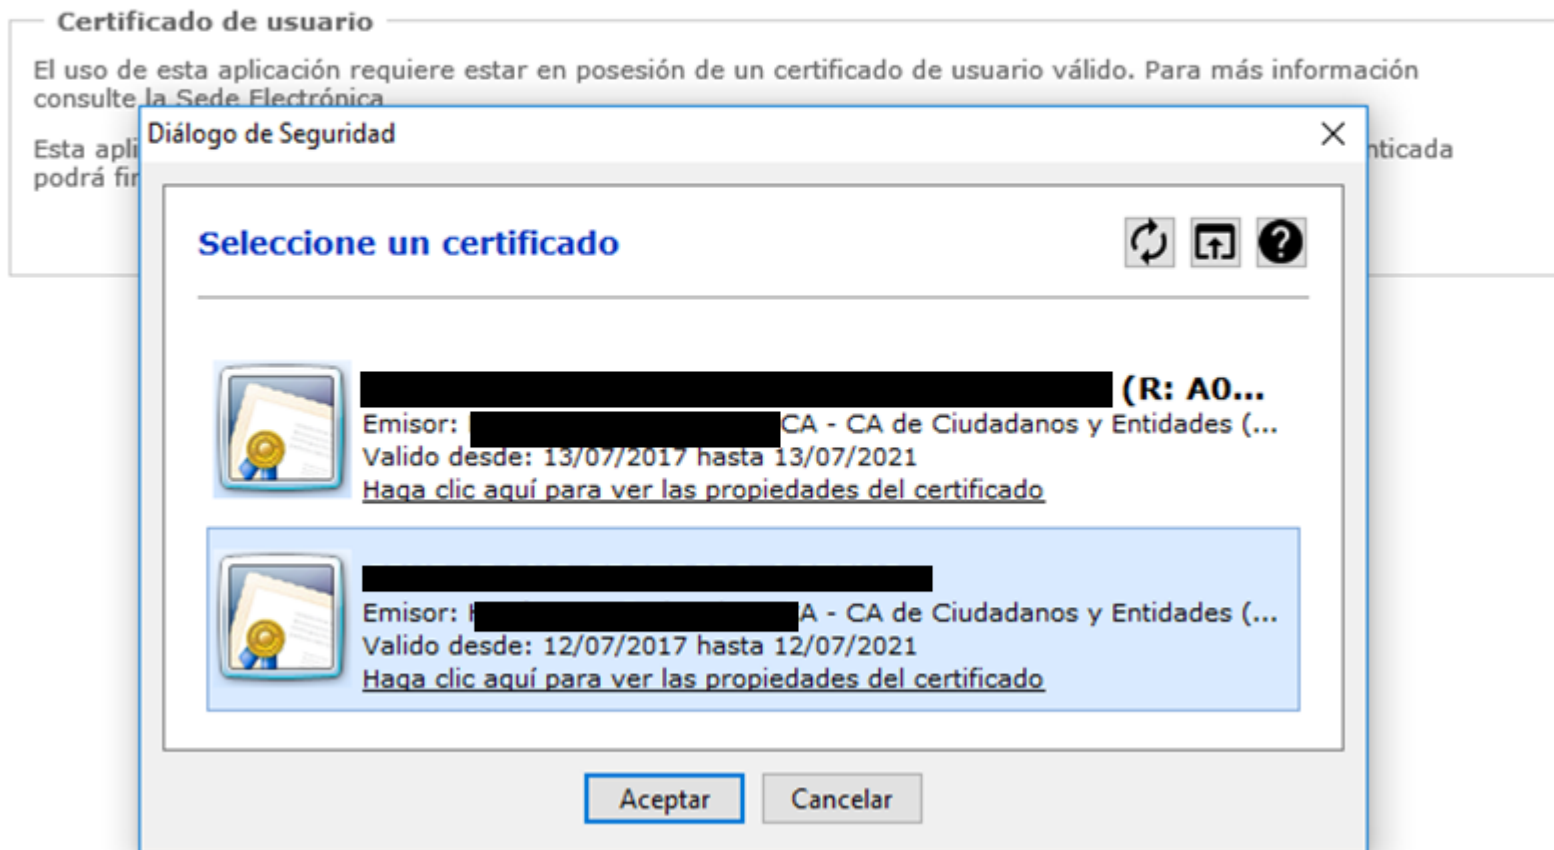 Certificado de usuario
El uso de esta aplicación requiere estar en posesión de un certificado de usuario válido. Para más información
consulte la Sede Electrónica
Esta apli nticada
podrá fir
Diálogo de Seguridad
Seleccione un certificado
(R: A0...
Emisor: CA - CA de Ciudadanos y Entidades (...
Valido desde: 13/07/2017 hasta 13/07/2021
Haga clic aquí para ver las propiedades del certificado
Emisor: A - CA de Ciudadanos y Entidades (...
Valido desde: 12/07/2017 hasta 12/07/2021
Haga clic aquí para ver las propiedades del certificado
Aceptar Cancelar